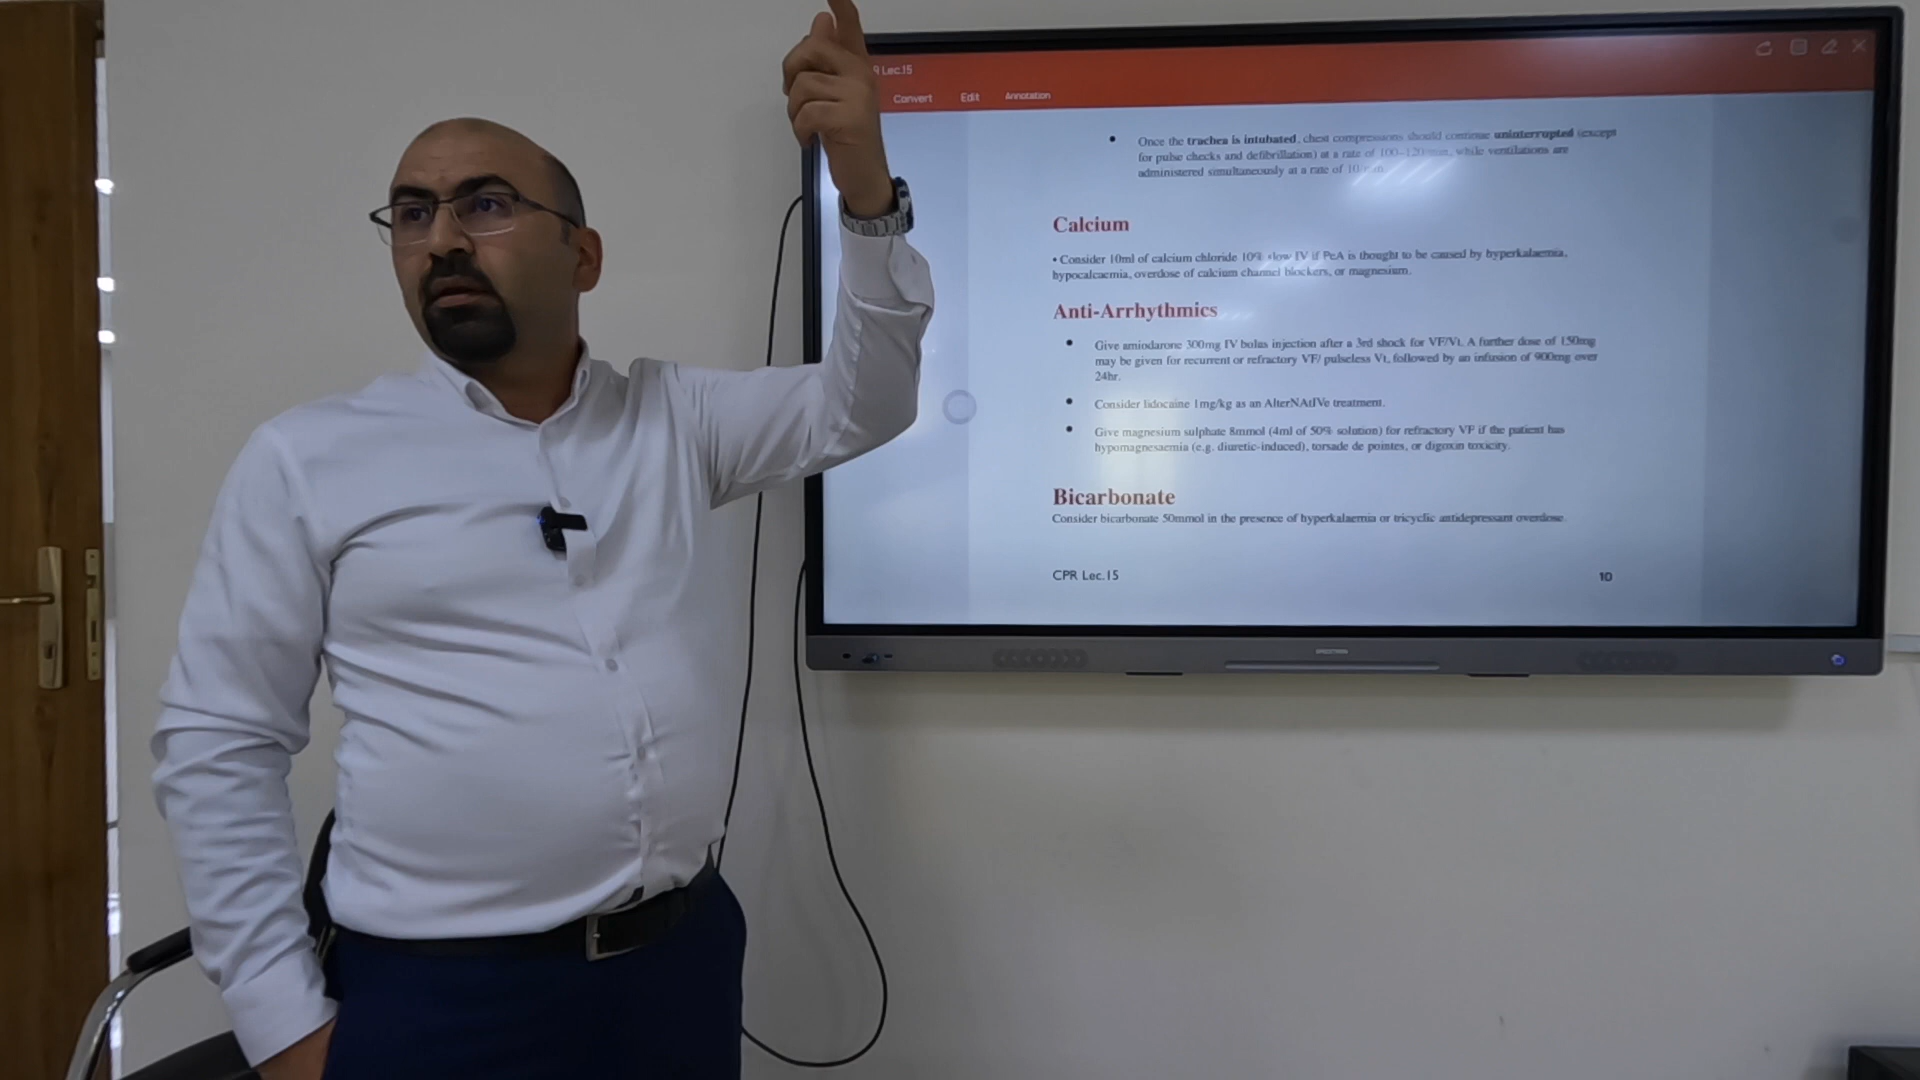 Lec.15
Convert Edit Annotation
• Once the trachea is intubated, chest compressions should continue uninterrupted (except
for pulse checks and defibrillation) at a rate of 100–120/min, while ventilations are
administered simultaneously at a rate of 10/min.
Calcium
• Consider 10ml of calcium chloride 10% slow IV if PeA is thought to be caused by hyperkalaemia,
hypocalcaemia, overdose of calcium channel blockers, or magnesium.
Anti-Arrhythmics
• Give amiodarone 300mg IV bolus injection after a 3rd shock for VF/Vt. A further dose of 150mg
may be given for recurrent or refractory VF/ pulseless Vt, followed by an infusion of 900mg over
24hr.
• Consider lidocaine 1mg/kg as an AlterNAtIVe treatment.
• Give magnesium sulphate 8mmol (4ml of 50% solution) for refractory VF if the patient has
hypomagnesaemia (e.g. diuretic-induced), torsade de pointes, or digoxin toxicity.
Bicarbonate
Consider bicarbonate 50mmol in the presence of hyperkalaemia or tricyclic antidepressant overdose.
CPR Lec.15 10